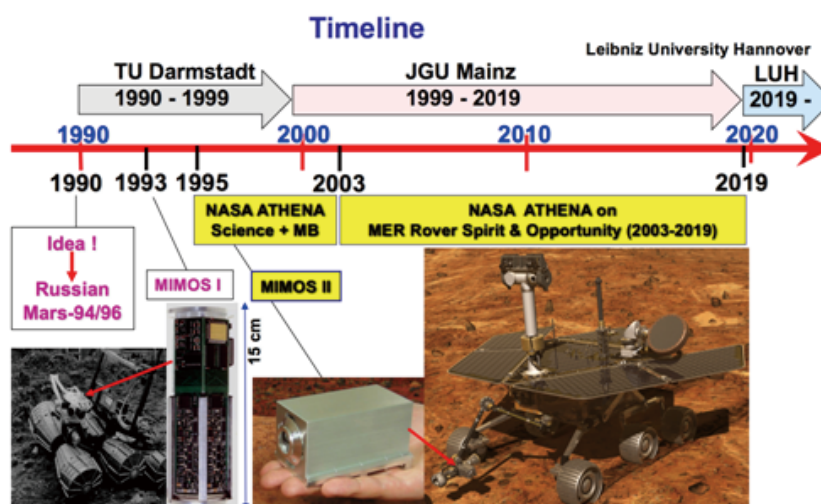 Timeline
Leibniz University Hannover
TU Darmstadt
1990 - 1999
JGU Mainz
1999 - 2019
LUH
2019 -
1990
2000
2010
2020
1990
1993
1995
2003
2019
NASA ATHENA
Science + MB
NASA ATHENA on
MER Rover Spirit & Opportunity (2003-2019)
Idea !
Russian
Mars-94/96
MIMOS I
MIMOS II
15 cm